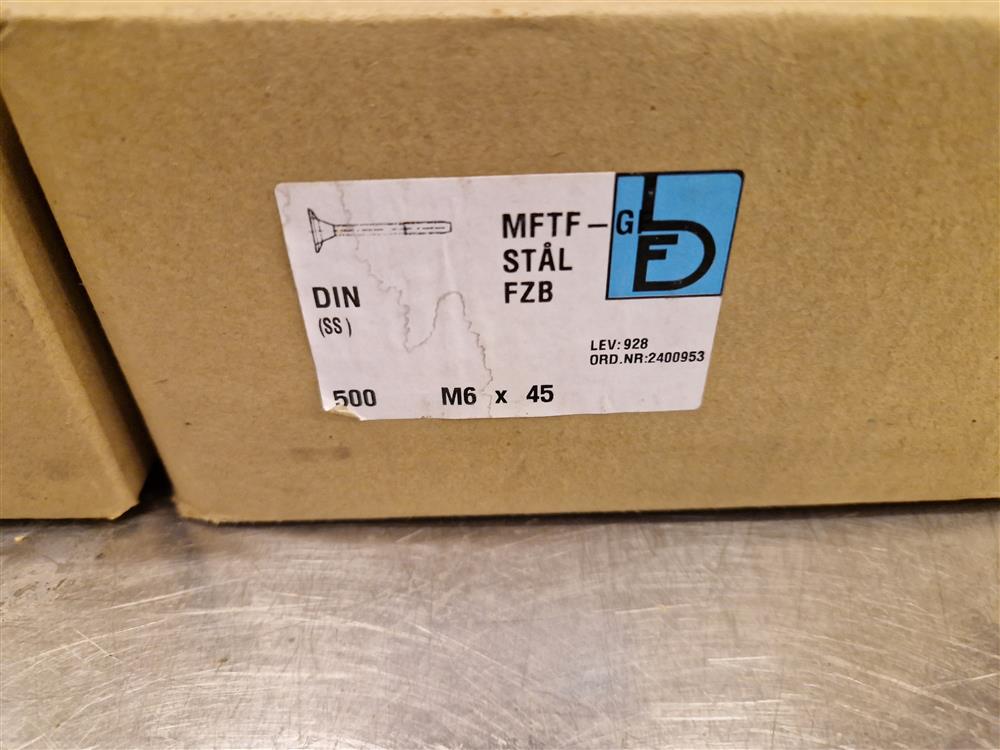 MFTF-G
STÅL
FZB
DIN
(SS)
LEV: 928
ORD.NR:2400953
500 M6 x 45